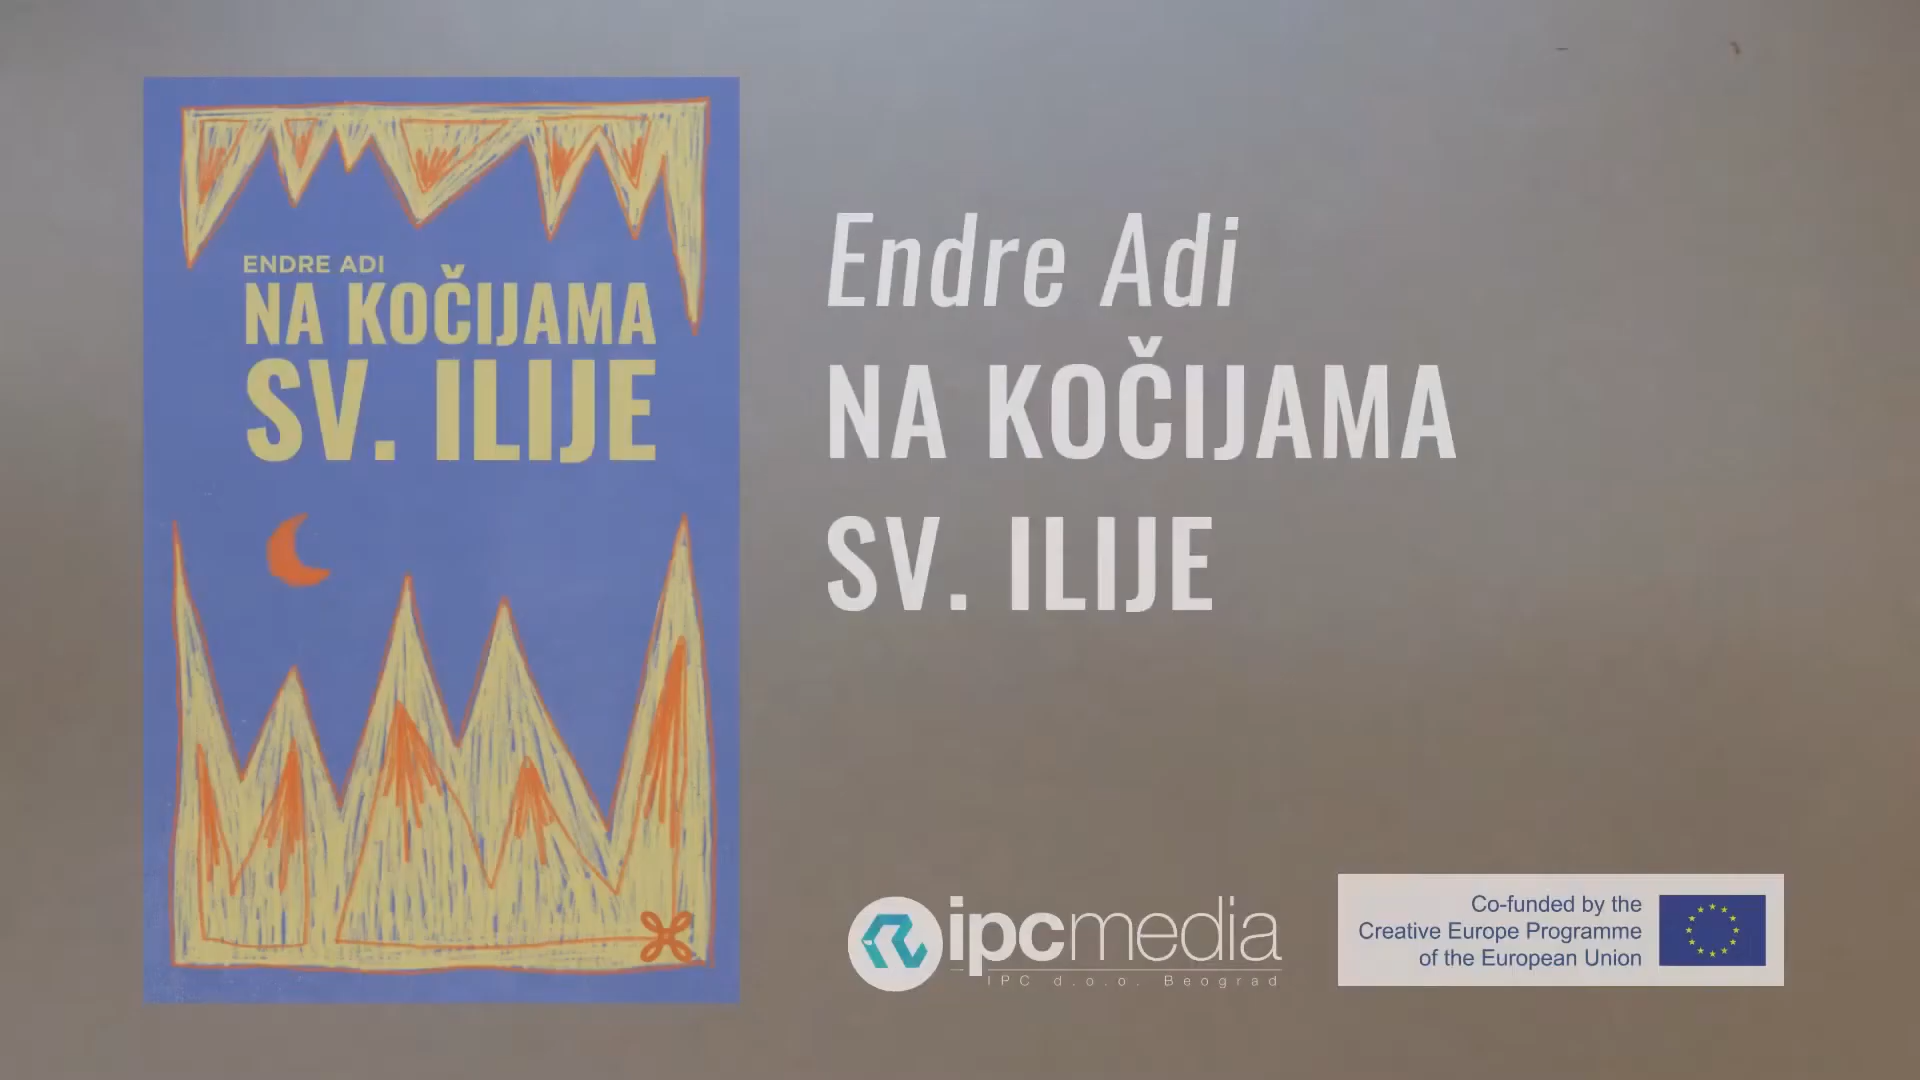 ENDRE ADI
NA KOČIJAMA
SV. ILIJE
Endre Adi
NA KOČIJAMA
SV. ILIJE
ipcmedia
IPC d.o.o. Beograd
Co-funded by the
Creative Europe Programme
of the European Union